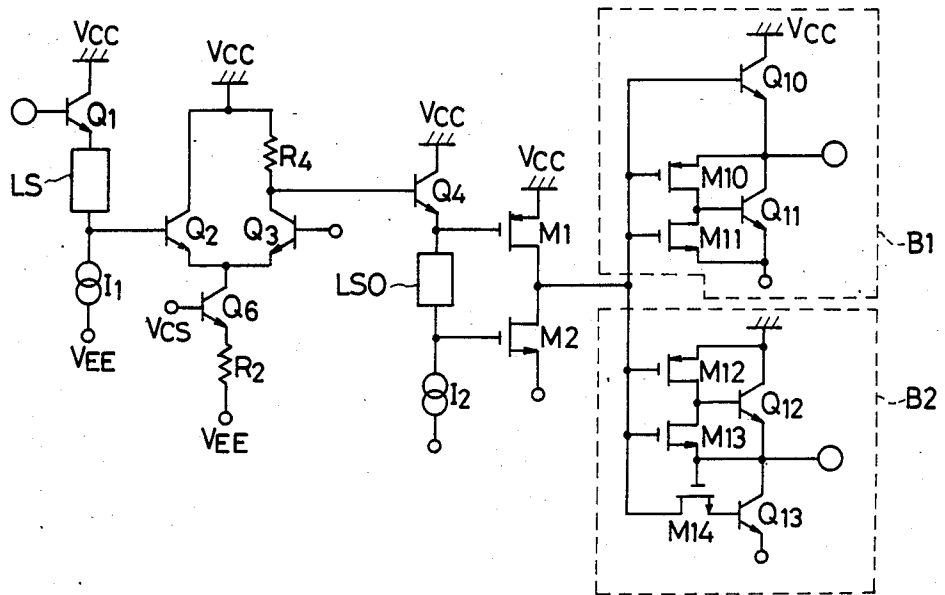 VCC
Q1
LS
I1
VEE
VCC
R4
Q2
Q3
Q6
VCS
R2
VEE
VCC
Q4
LSO
I2
VCC
M1
M2
VCC
Q10
M10
Q11
M11
B1
M12
Q12
M13
B2
M14
Q13